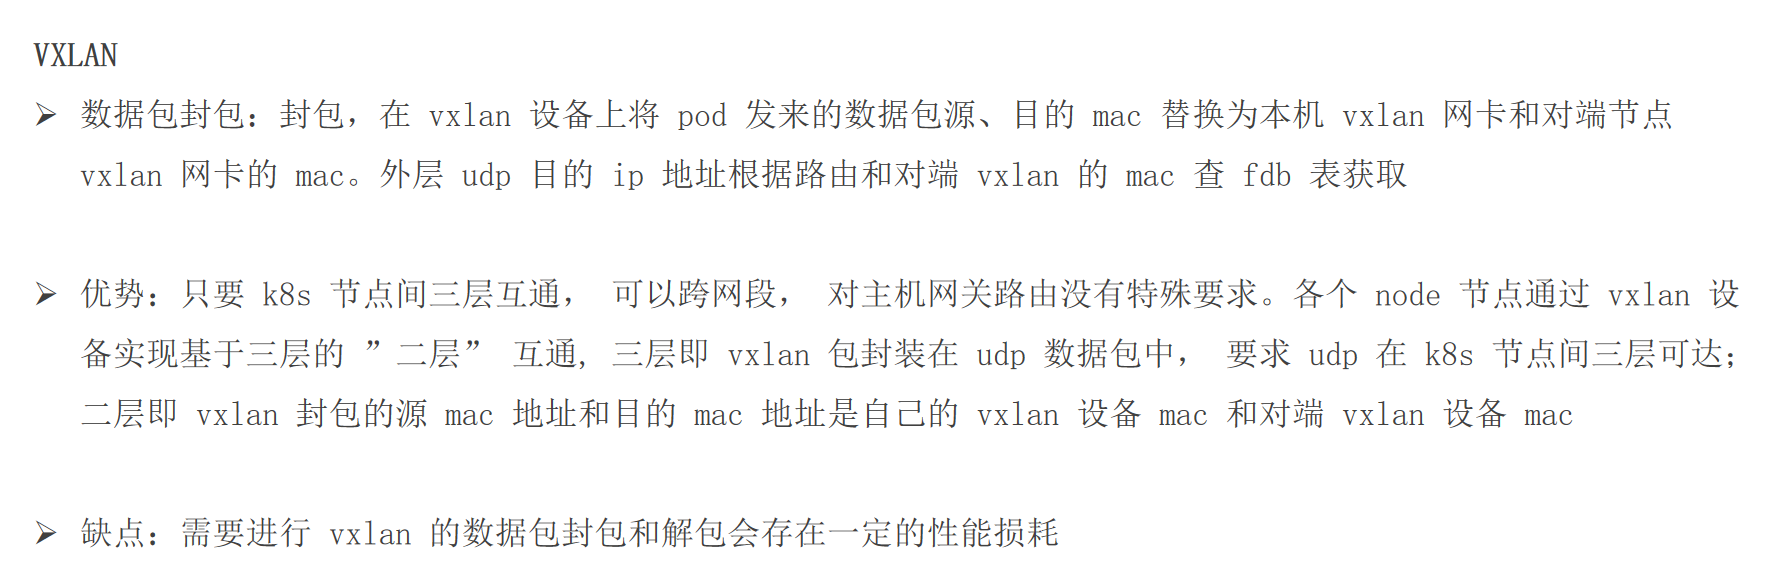 VXLAN
➢ 数据包封包：封包，在 vxlan 设备上将 pod 发来的数据包源、目的 mac 替换为本机 vxlan 网卡和对端节点
vxlan 网卡的 mac。外层 udp 目的 ip 地址根据路由和对端 vxlan 的 mac 查 fdb 表获取
➢ 优势：只要 k8s 节点间三层互通， 可以跨网段， 对主机网关路由没有特殊要求。各个 node 节点通过 vxlan 设
备实现基于三层的 ”二层” 互通, 三层即 vxlan 包封装在 udp 数据包中， 要求 udp 在 k8s 节点间三层可达；
二层即 vxlan 封包的源 mac 地址和目的 mac 地址是自己的 vxlan 设备 mac 和对端 vxlan 设备 mac
➢ 缺点：需要进行 vxlan 的数据包封包和解包会存在一定的性能损耗